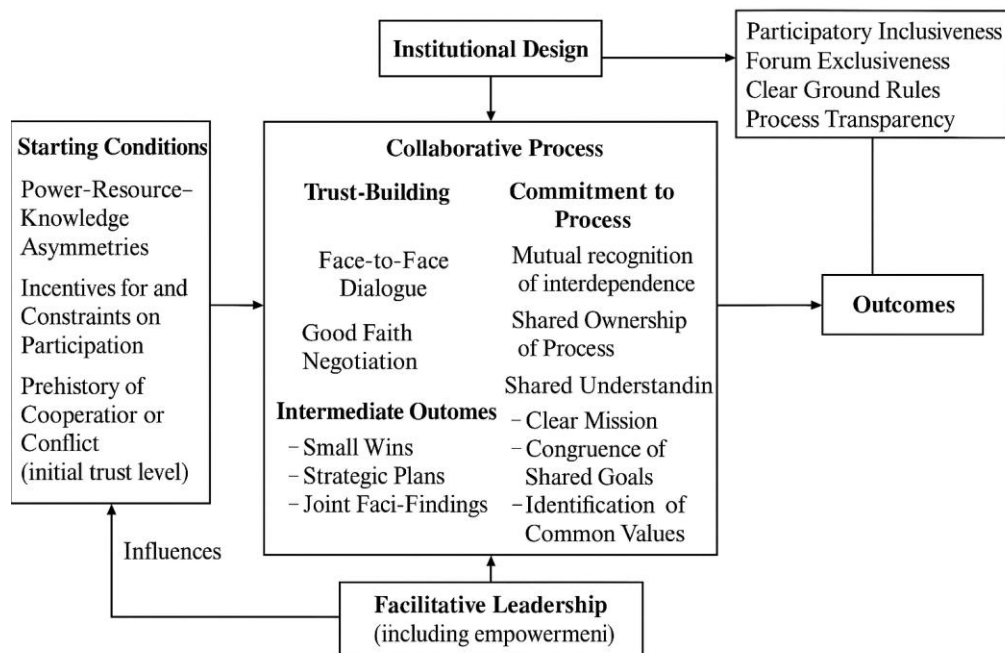 Institutional Design
Participatory Inclusiveness
Forum Exclusiveness
Clear Ground Rules
Process Transparency
Starting Conditions
Power-Resource–
Knowledge
Asymmetries
Incentives for and
Constraints on
Participation
Prehistory of
Cooperatior or
Conflict
(initial trust level)
Collaborative Process
Trust-Building
Face-to-Face
Dialogue
Good Faith
Negotiation
Intermediate Outcomes
– Small Wins
– Strategic Plans
– Joint Faci-Findings
Commitment to
Process
Mutual recognition
of interdependence
Shared Ownership
of Process
Shared Understandin
– Clear Mission
– Congruence of
Shared Goals
– Identification of
Common Values
Outcomes
Influences
Facilitative Leadership
(including empowermeni)